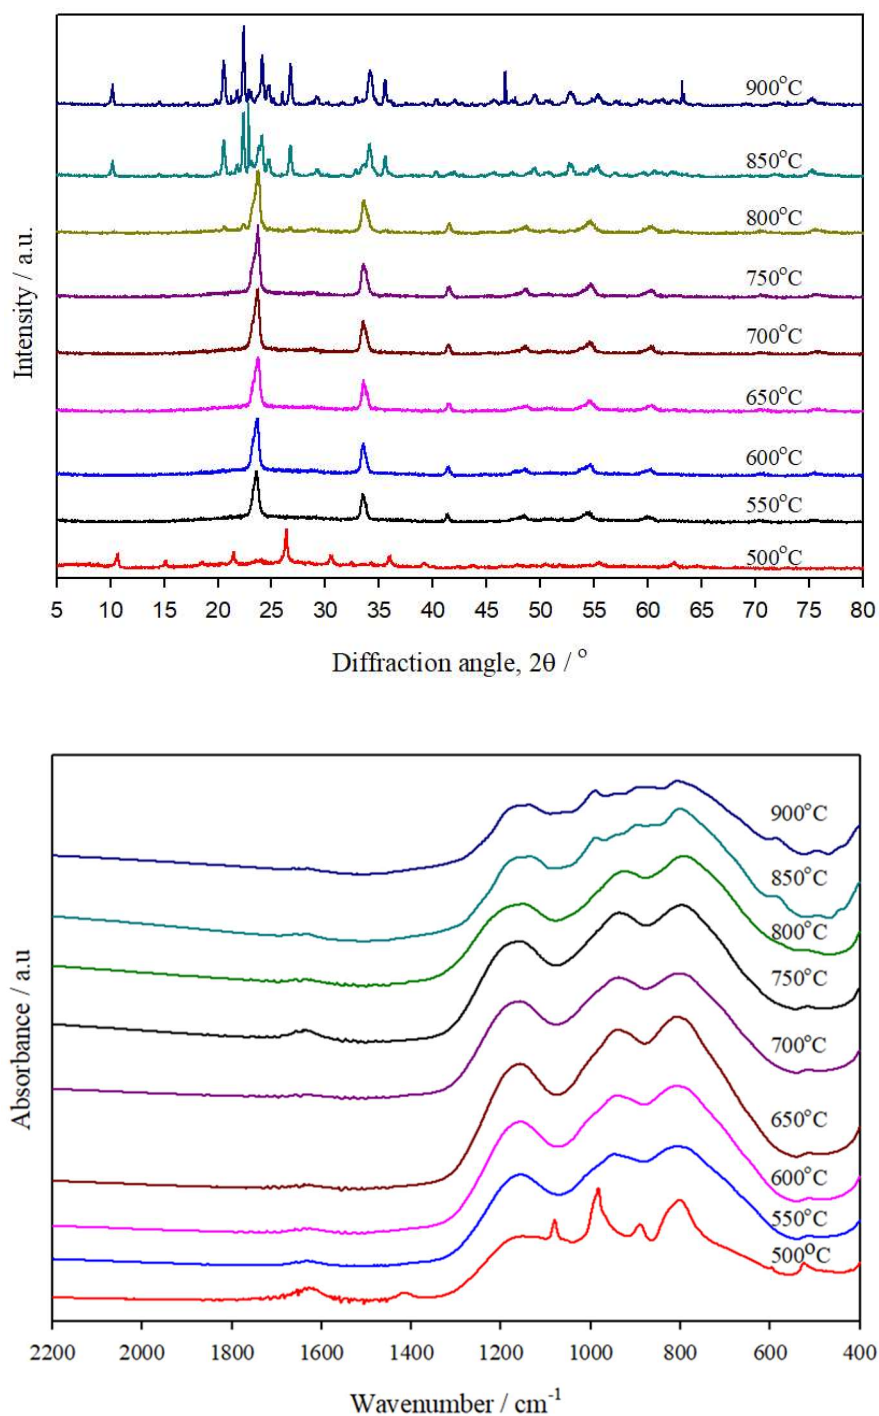 900°C
850°C
800°C
750°C
700°C
650°C
600°C
550°C
500°C
Intensity / a.u.
5 10 15 20 25 30 35 40 45 50 55 60 65 70 75 80
Diffraction angle, 2θ / °
900°C
850°C
800°C
750°C
700°C
650°C
600°C
550°C
500°C
Absorbance / a.u
2200 2000 1800 1600 1400 1200 1000 800 600 400
Wavenumber / cm⁻¹